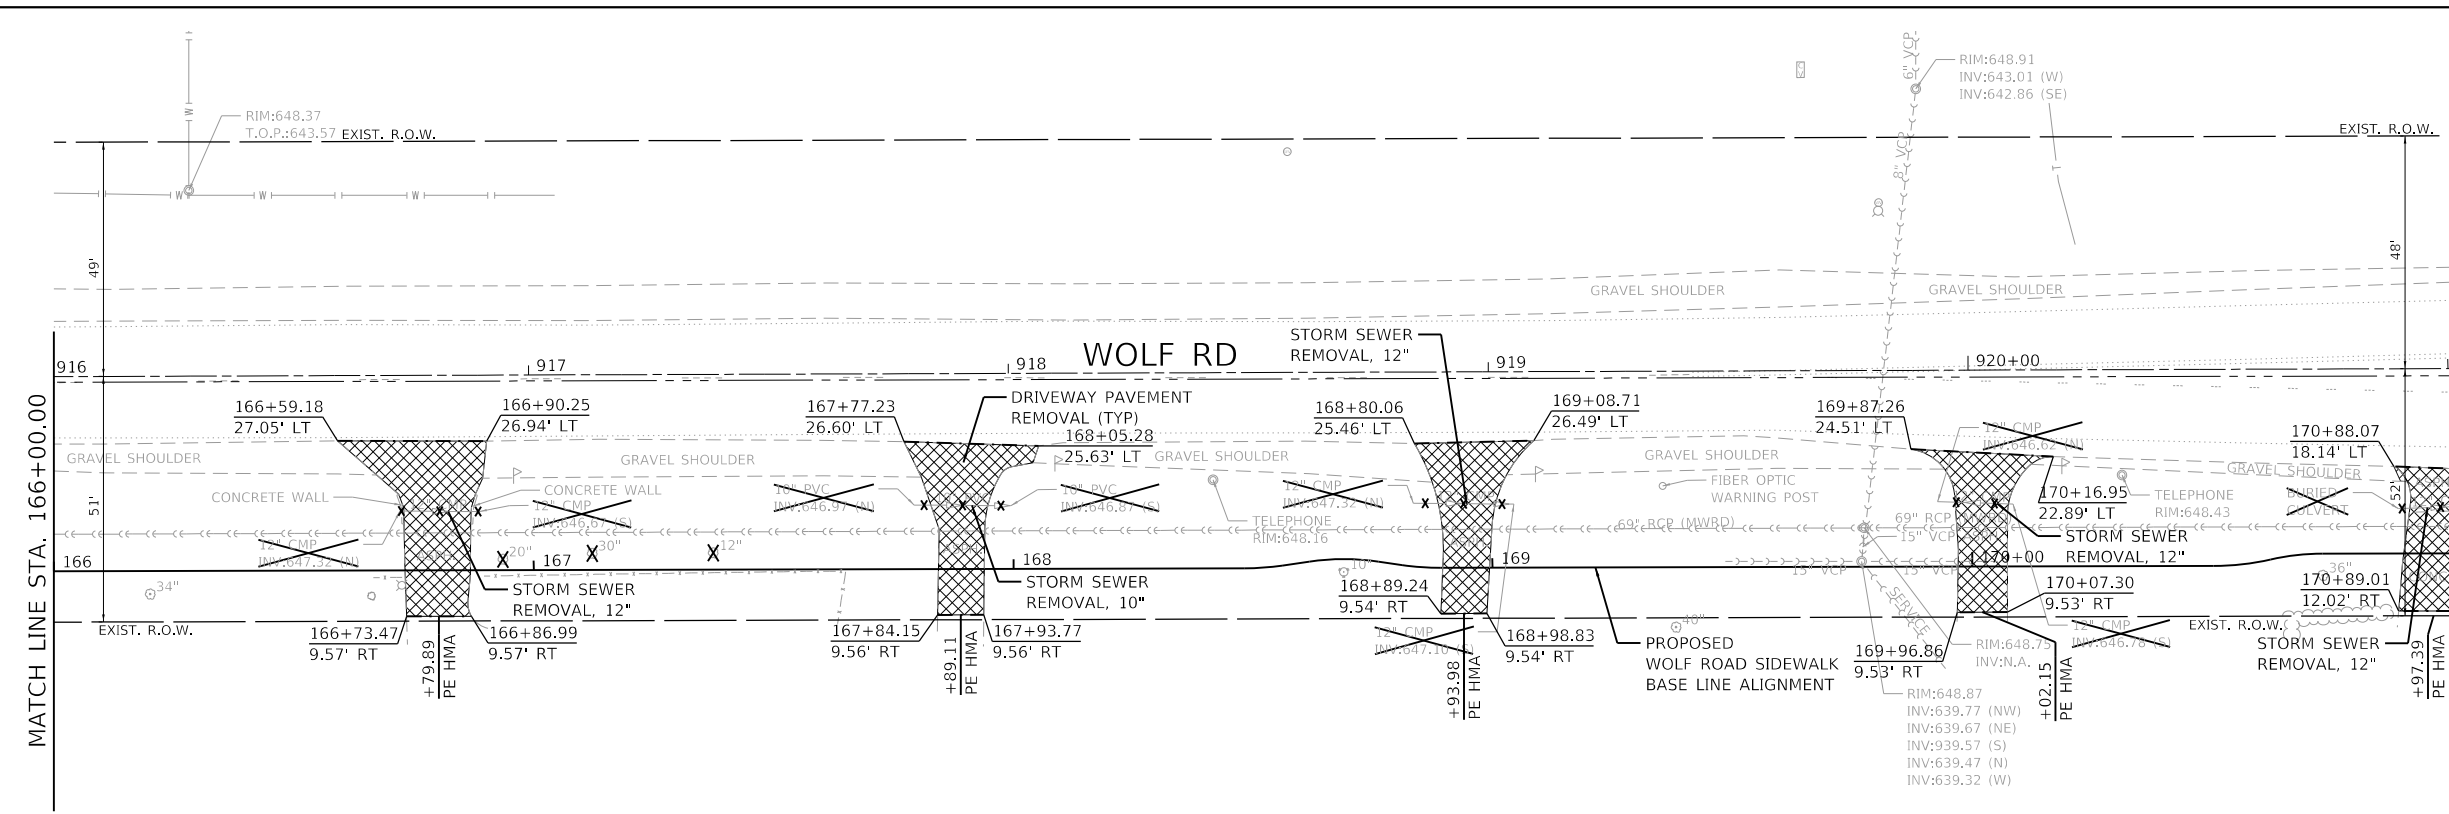 RIM:648.37
T.O.P.:643.57
EXIST. R.O.W.
6" VCP
8" VCP
RIM:648.91
INV:643.01 (W)
INV:642.86 (SE)
EXIST. R.O.W.
W
W
W
W
T
49'
48'
GRAVEL SHOULDER
GRAVEL SHOULDER
WOLF RD
STORM SEWER
REMOVAL, 12"
916
917
918
919
920+00
MATCH LINE STA. 166+00.00
51'
52'
166+59.18
27.05' LT
166+90.25
26.94' LT
167+77.23
26.60' LT
DRIVEWAY PAVEMENT
REMOVAL (TYP)
168+05.28
25.63' LT
168+80.06
25.46' LT
169+08.71
26.49' LT
169+87.26
24.51' LT
12" CMP
INV:646.62 (N)
170+88.07
18.14' LT
GRAVEL SHOULDER
GRAVEL SHOULDER
GRAVEL SHOULDER
GRAVEL SHOULDER
GRAVEL SHOULDER
CONCRETE WALL
CONCRETE WALL
12" CMP
INV:646.67 (S)
10" PVC
INV:646.97 (N)
10" PVC
INV:646.87 (S)
12" CMP
INV:647.32 (N)
FIBER OPTIC
WARNING POST
170+16.95
22.89' LT
TELEPHONE
RIM:648.43
BURIED
CULVERT
TELEPHONE
RIM:648.16
69" RCP (MWRD)
69" RCP
15" VCP
12" CMP
INV:647.32 (N)
20"
30"
12"
STORM SEWER
REMOVAL, 12"
166
167
168
169
170+00
34"
10"
36"
15" VCP
15" VCP
STORM SEWER
REMOVAL, 12"
STORM SEWER
REMOVAL, 10"
168+89.24
9.54' RT
170+07.30
9.53' RT
170+89.01
12.02' RT
SERVICE
EXIST. R.O.W.
166+73.47
9.57' RT
+79.89
PE HMA
166+86.99
9.57' RT
167+84.15
9.56' RT
+89.11
PE HMA
167+93.77
9.56' RT
12" CMP
INV:647.10 (S)
+93.98
PE HMA
168+98.83
9.54' RT
40"
PROPOSED
WOLF ROAD SIDEWALK
BASE LINE ALIGNMENT
169+96.86
9.53' RT
RIM:648.75
INV:N.A.
+02.15
PE HMA
12" CMP
INV:646.78 (S)
EXIST. R.O.W.
STORM SEWER
REMOVAL, 12"
+97.39
PE HMA
RIM:648.87
INV:639.77 (NW)
INV:639.67 (NE)
INV:939.57 (S)
INV:639.47 (N)
INV:639.32 (W)